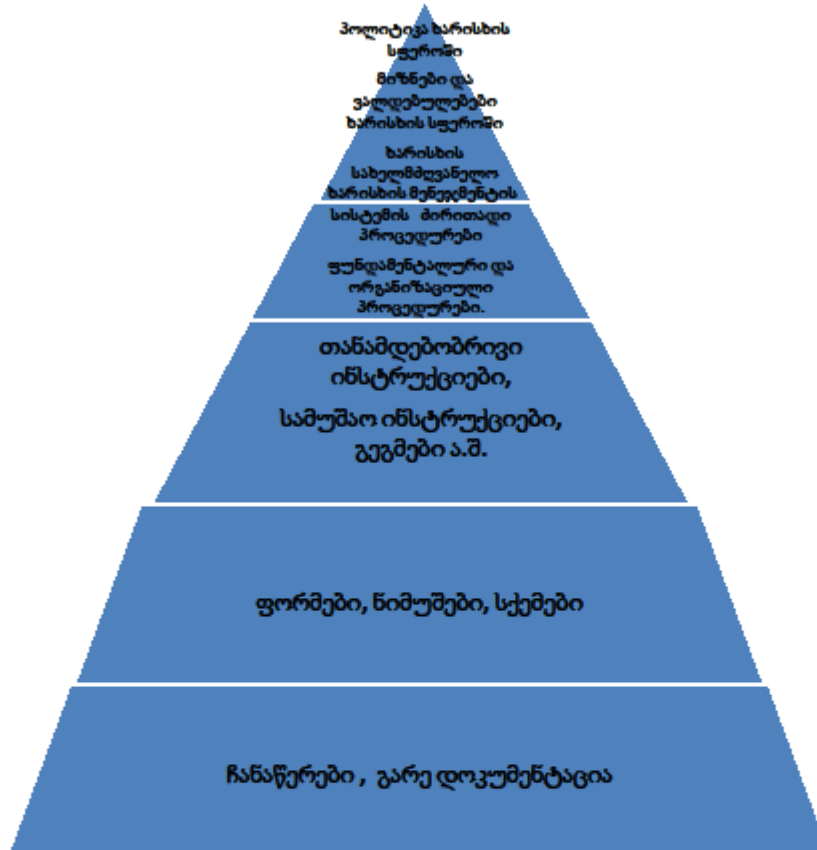 პოლიტიკა ხარისხის
სფეროში
მიზნები და
ვალდებულებები
ხარისხის სფეროში
ხარისხის
სახელმძღვანელო
ხარისხის მენეჯმენტის
სისტემის ძირითადი
პროცედურები
ფუნდამენტალური და
ორგანიზაციული
პროცედურები.
თანამდებობრივი
ინსტრუქციები,
სამუშაო ინსტრუქციები,
გეგმები ა.შ.
ფორმები, ნიმუშები, სქემები
ჩანაწერები , გარე დოკუმენტაცია